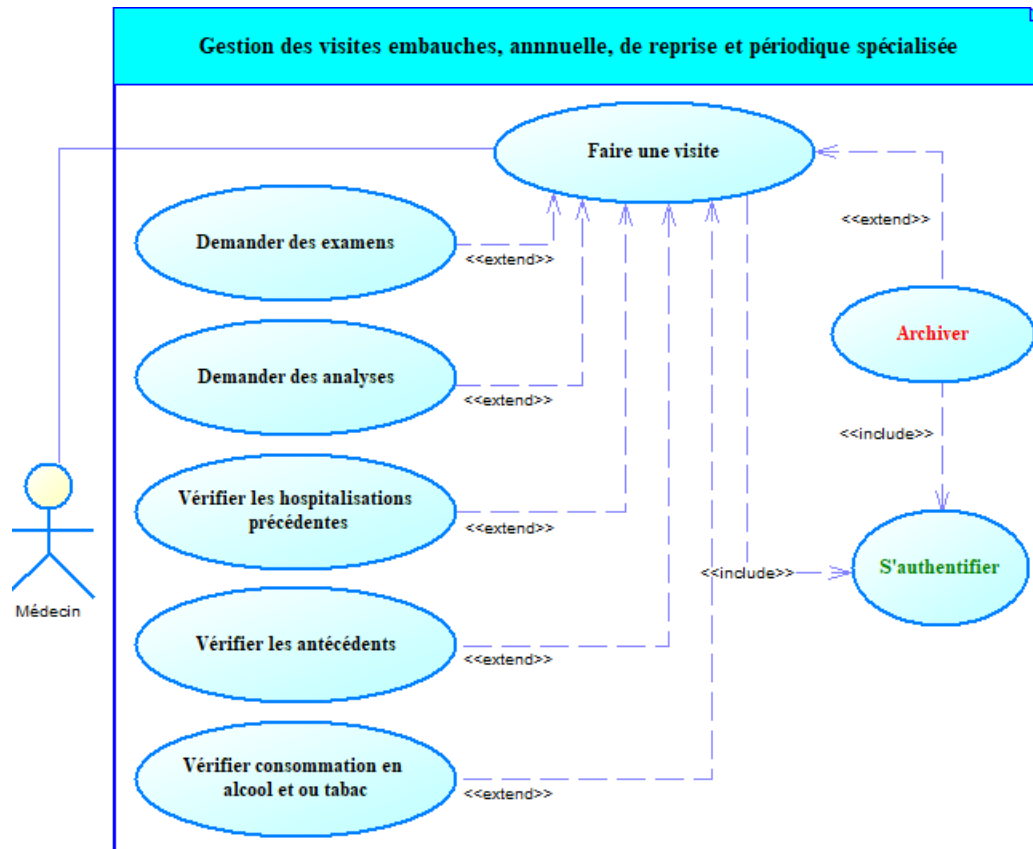 Gestion des visites embauches, annnuelle, de reprise et périodique spécialisée
Faire une visite
<<extend>>
Demander des examens
<<extend>>
Archiver
Demander des analyses
<<extend>>
<<include>>
Vérifier les hospitalisations
précédentes
<<extend>>
S'authentifier
<<include>>
Médecin
Vérifier les antécédents
<<extend>>
Vérifier consommation en
alcool et ou tabac
<<extend>>